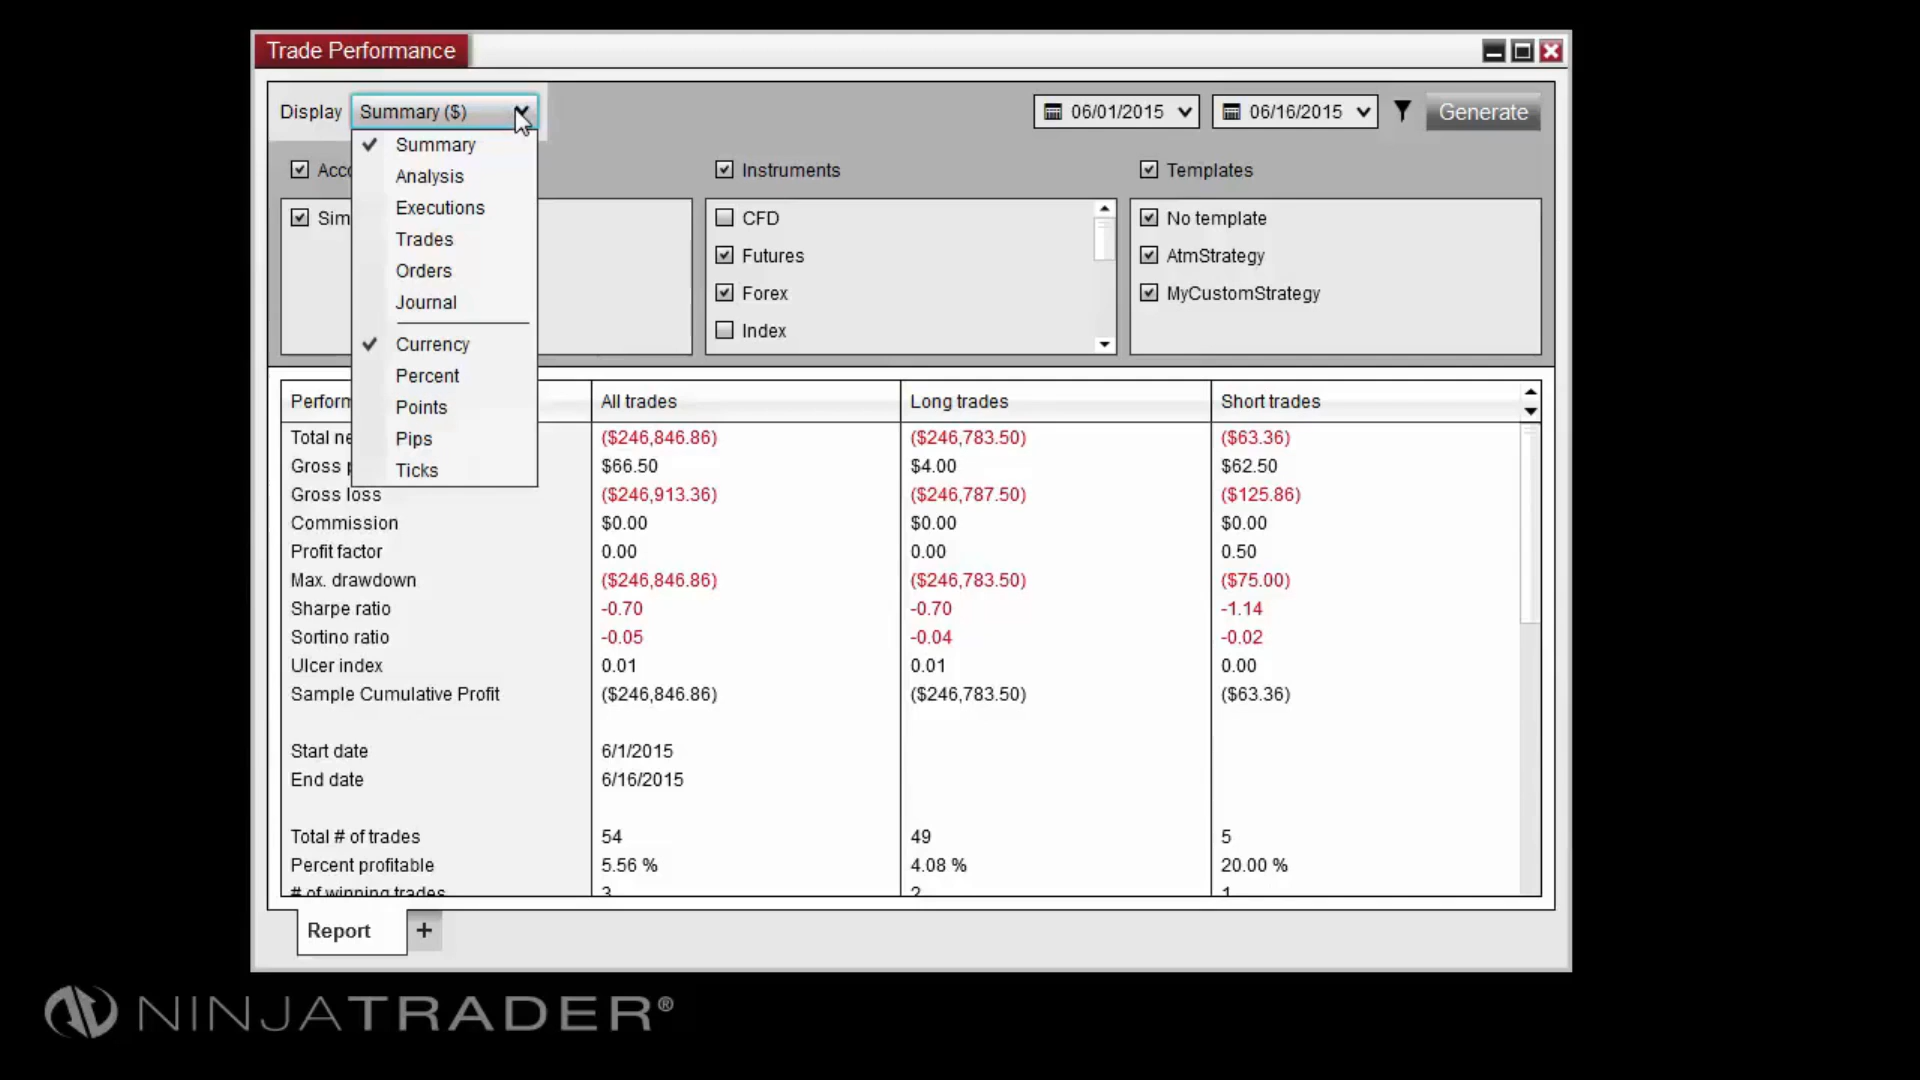 Trade Performance
Display Summary ($) 06/01/2015 06/16/2015 Generate
Summary
Analysis
Executions
Trades
Orders
Journal
Currency
Percent
Points
Pips
Ticks
Instruments
CFD
Futures
Forex
Index
Templates
No template
AtmStrategy
MyCustomStrategy
All trades Long trades Short trades
($246,846.86) ($246,783.50) ($63.36)
Gross $66.50 $4.00 $62.50
Gross loss ($246,913.36) ($246,787.50) ($125.86)
Commission $0.00 $0.00 $0.00
Profit factor 0.00 0.00 0.50
Max. drawdown ($246,846.86) ($246,783.50) ($75.00)
Sharpe ratio -0.70 -0.70 -1.14
Sortino ratio -0.05 -0.04 -0.02
Ulcer index 0.01 0.01 0.00
Sample Cumulative Profit ($246,846.86) ($246,783.50) ($63.36)
Start date 6/1/2015
End date 6/16/2015
Total # of trades 54 49 5
Percent profitable 5.56 % 4.08 % 20.00 %
# of winning trades 3 2 1
Report +
NINJATRADER®